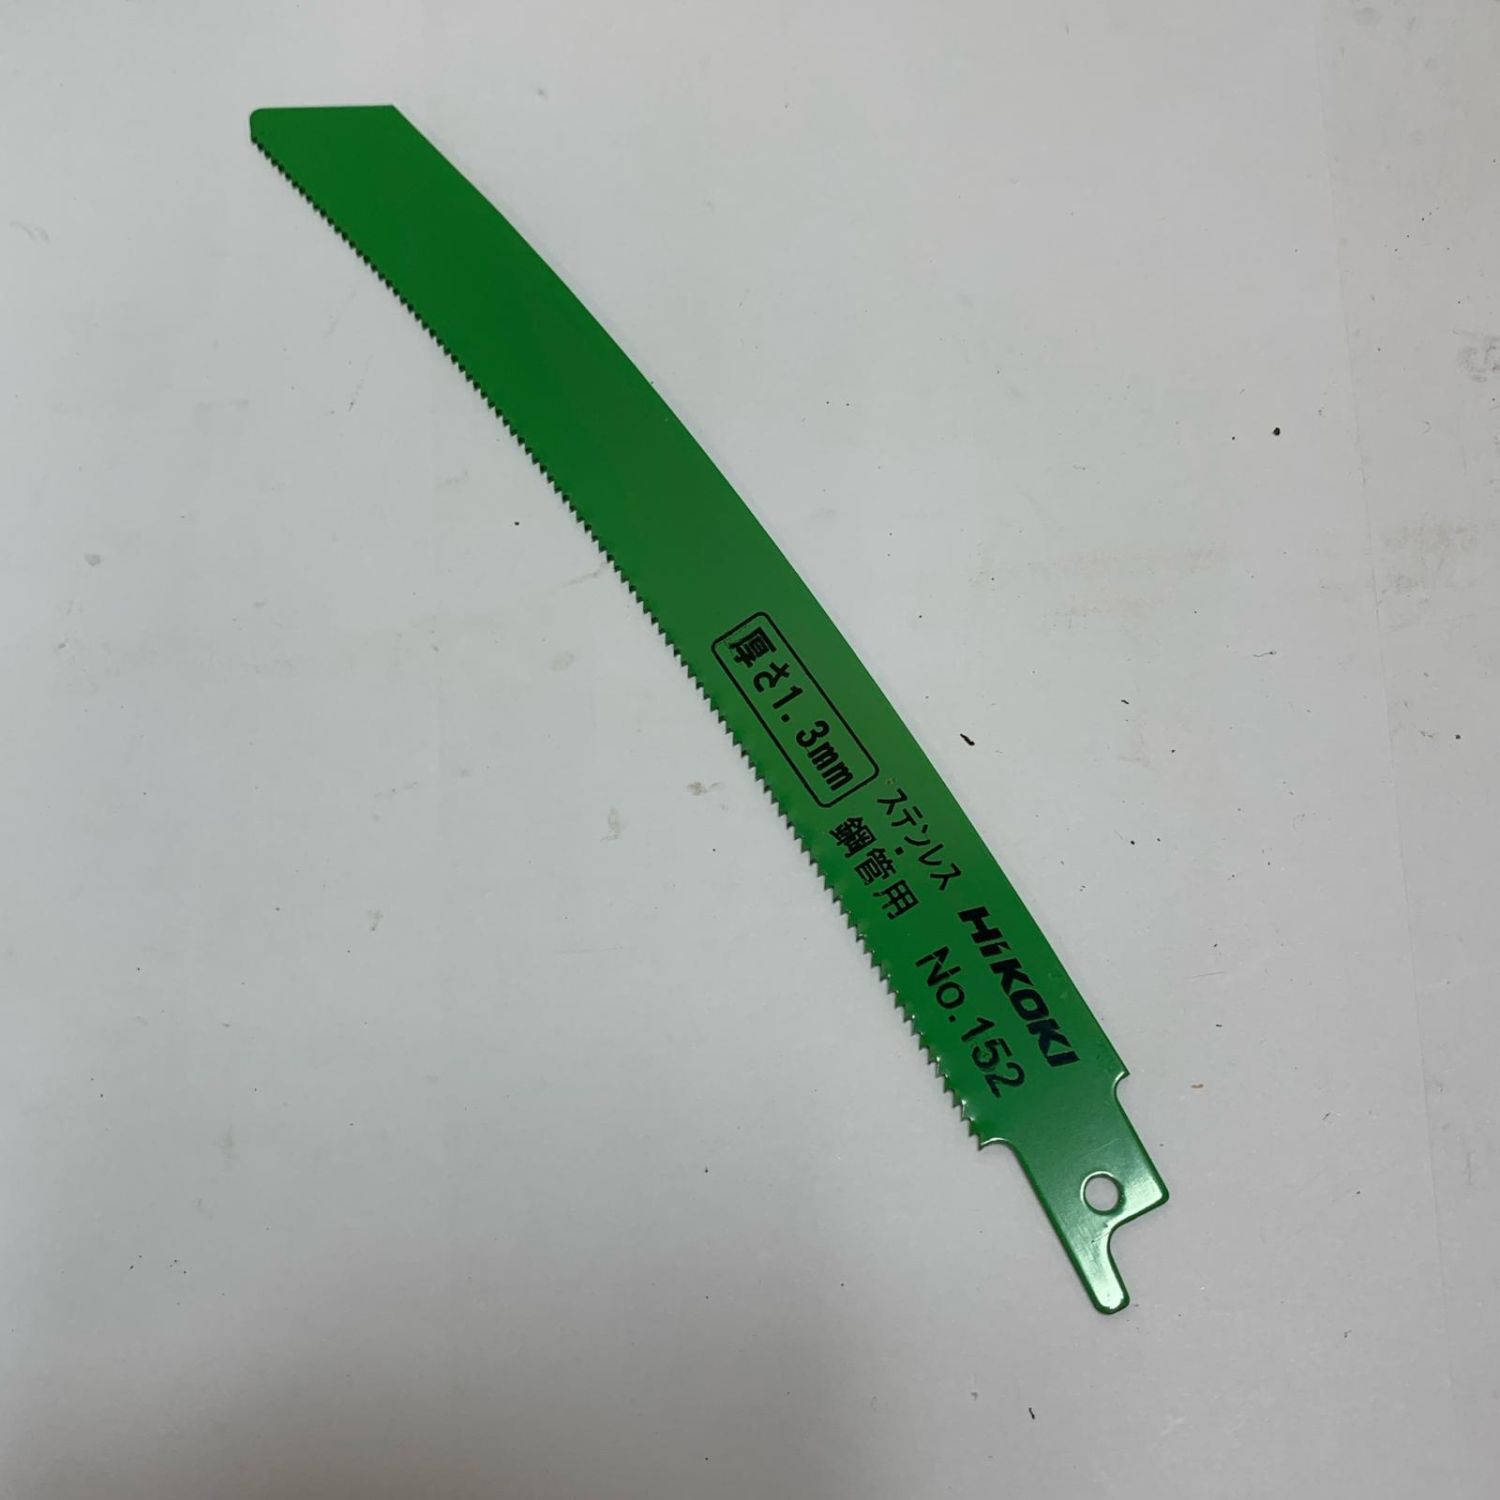 厚さ1.3mm
ステンレス・
鋼管用
HiKOKI
No.152